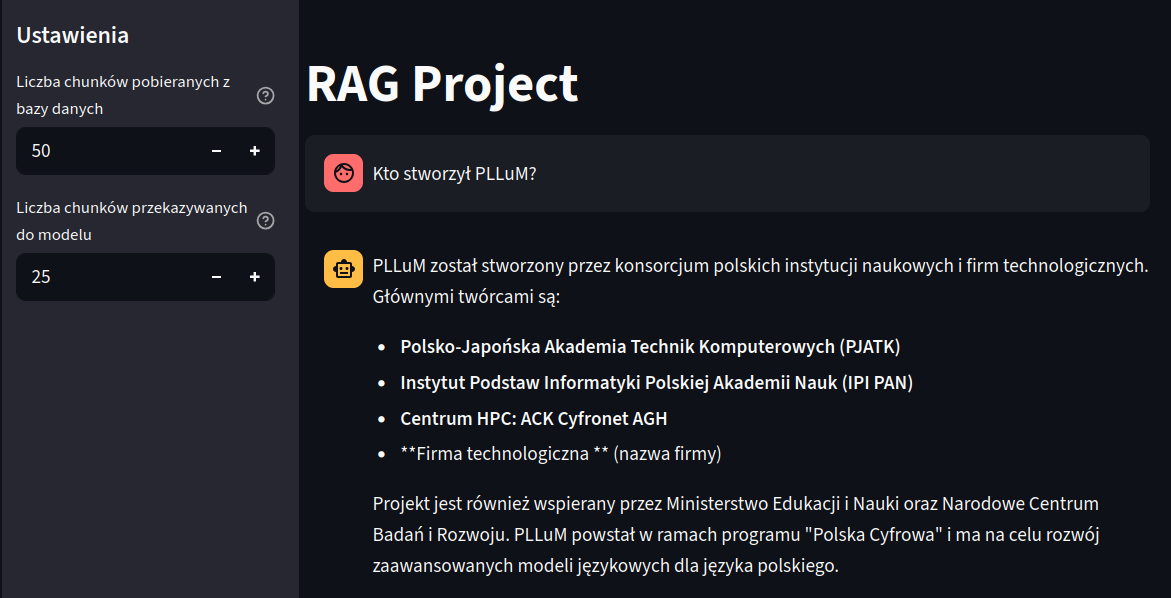 Ustawienia
Liczba chunków pobieranych z
bazy danych
50
Liczba chunków przekazywanych
do modelu
25
RAG Project
Kto stworzył PLLuM?
PLLuM został stworzony przez konsorcjum polskich instytucji naukowych i firm technologicznych.
Głównymi twórcami są:
• Polsko-Japońska Akademia Technik Komputerowych (PJATK)
• Instytut Podstaw Informatyki Polskiej Akademii Nauk (IPI PAN)
• Centrum HPC: ACK Cyfronet AGH
• **Firma technologiczna ** (nazwa firmy)
Projekt jest również wspierany przez Ministerstwo Edukacji i Nauki oraz Narodowe Centrum
Badań i Rozwoju. PLLuM powstał w ramach programu "Polska Cyfrowa" i ma na celu rozwój
zaawansowanych modeli językowych dla języka polskiego.